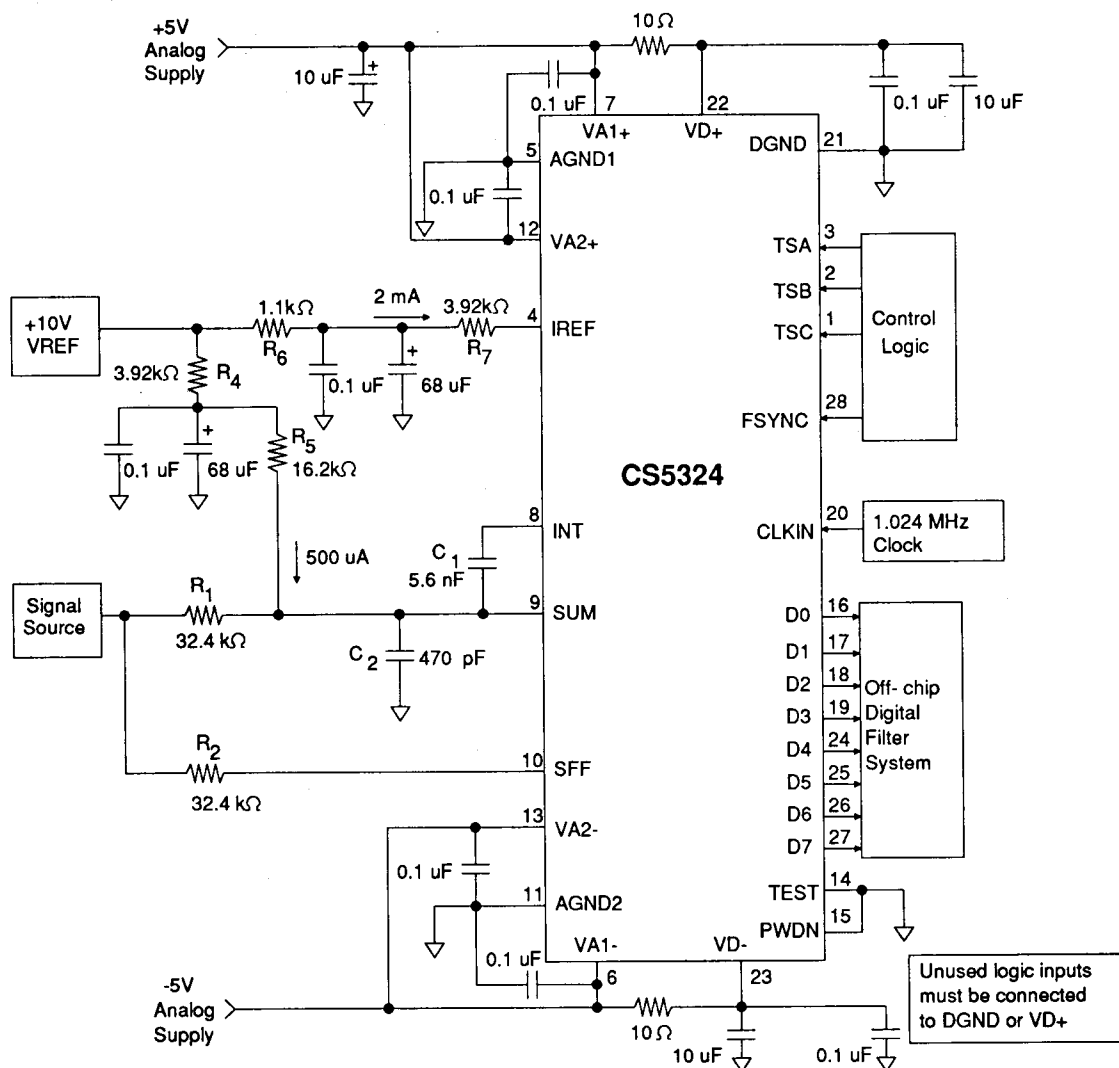 +5V
Analog
Supply
10 uF
+
0.1 uF
10Ω
0.1 uF
10 uF
7
22
VA1+
VD+
DGND
21
5
AGND1
0.1 uF
12
VA2+
TSA
3
TSB
2
TSC
1
Control
Logic
FSYNC
28
+10V
VREF
1.1kΩ
R6
2 mA
3.92kΩ
R7
4
IREF
3.92kΩ
R4
0.1 uF
+
68 uF
0.1 uF
+
68 uF
R5
16.2kΩ
CS5324
8
INT
C1
5.6 nF
500 uA
CLKIN
20
1.024 MHz
Clock
Signal
Source
R1
32.4 kΩ
9
SUM
C2
470 pF
D0
16
D1
17
D2
18
D3
19
D4
24
D5
25
D6
26
D7
27
Off- chip
Digital
Filter
System
R2
32.4 kΩ
10
SFF
13
VA2-
0.1 uF
11
AGND2
TEST
14
PWDN
15
VA1-
VD-
0.1 uF
6
23
-5V
Analog
Supply
10Ω
10 uF
0.1 uF
Unused logic inputs
must be connected
to DGND or VD+